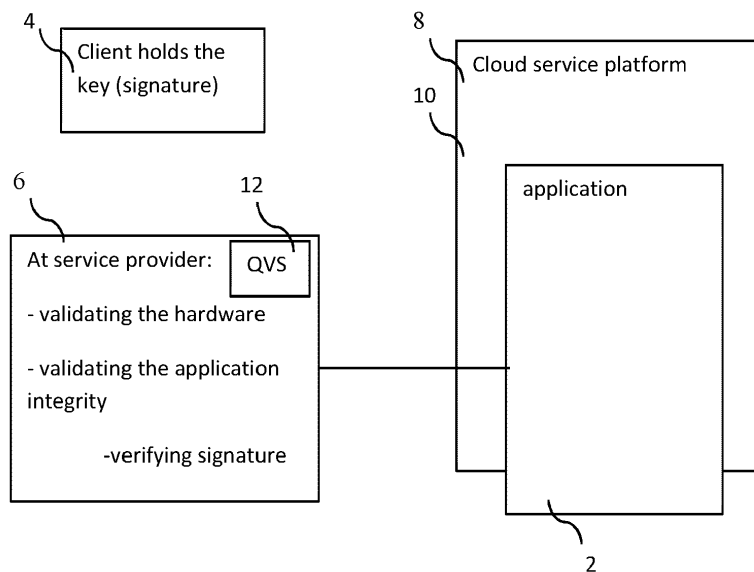 4
Client holds the
key (signature)
8
Cloud service platform
10
application
6
12
At service provider:
QVS
- validating the hardware
- validating the application
integrity
-verifying signature
2